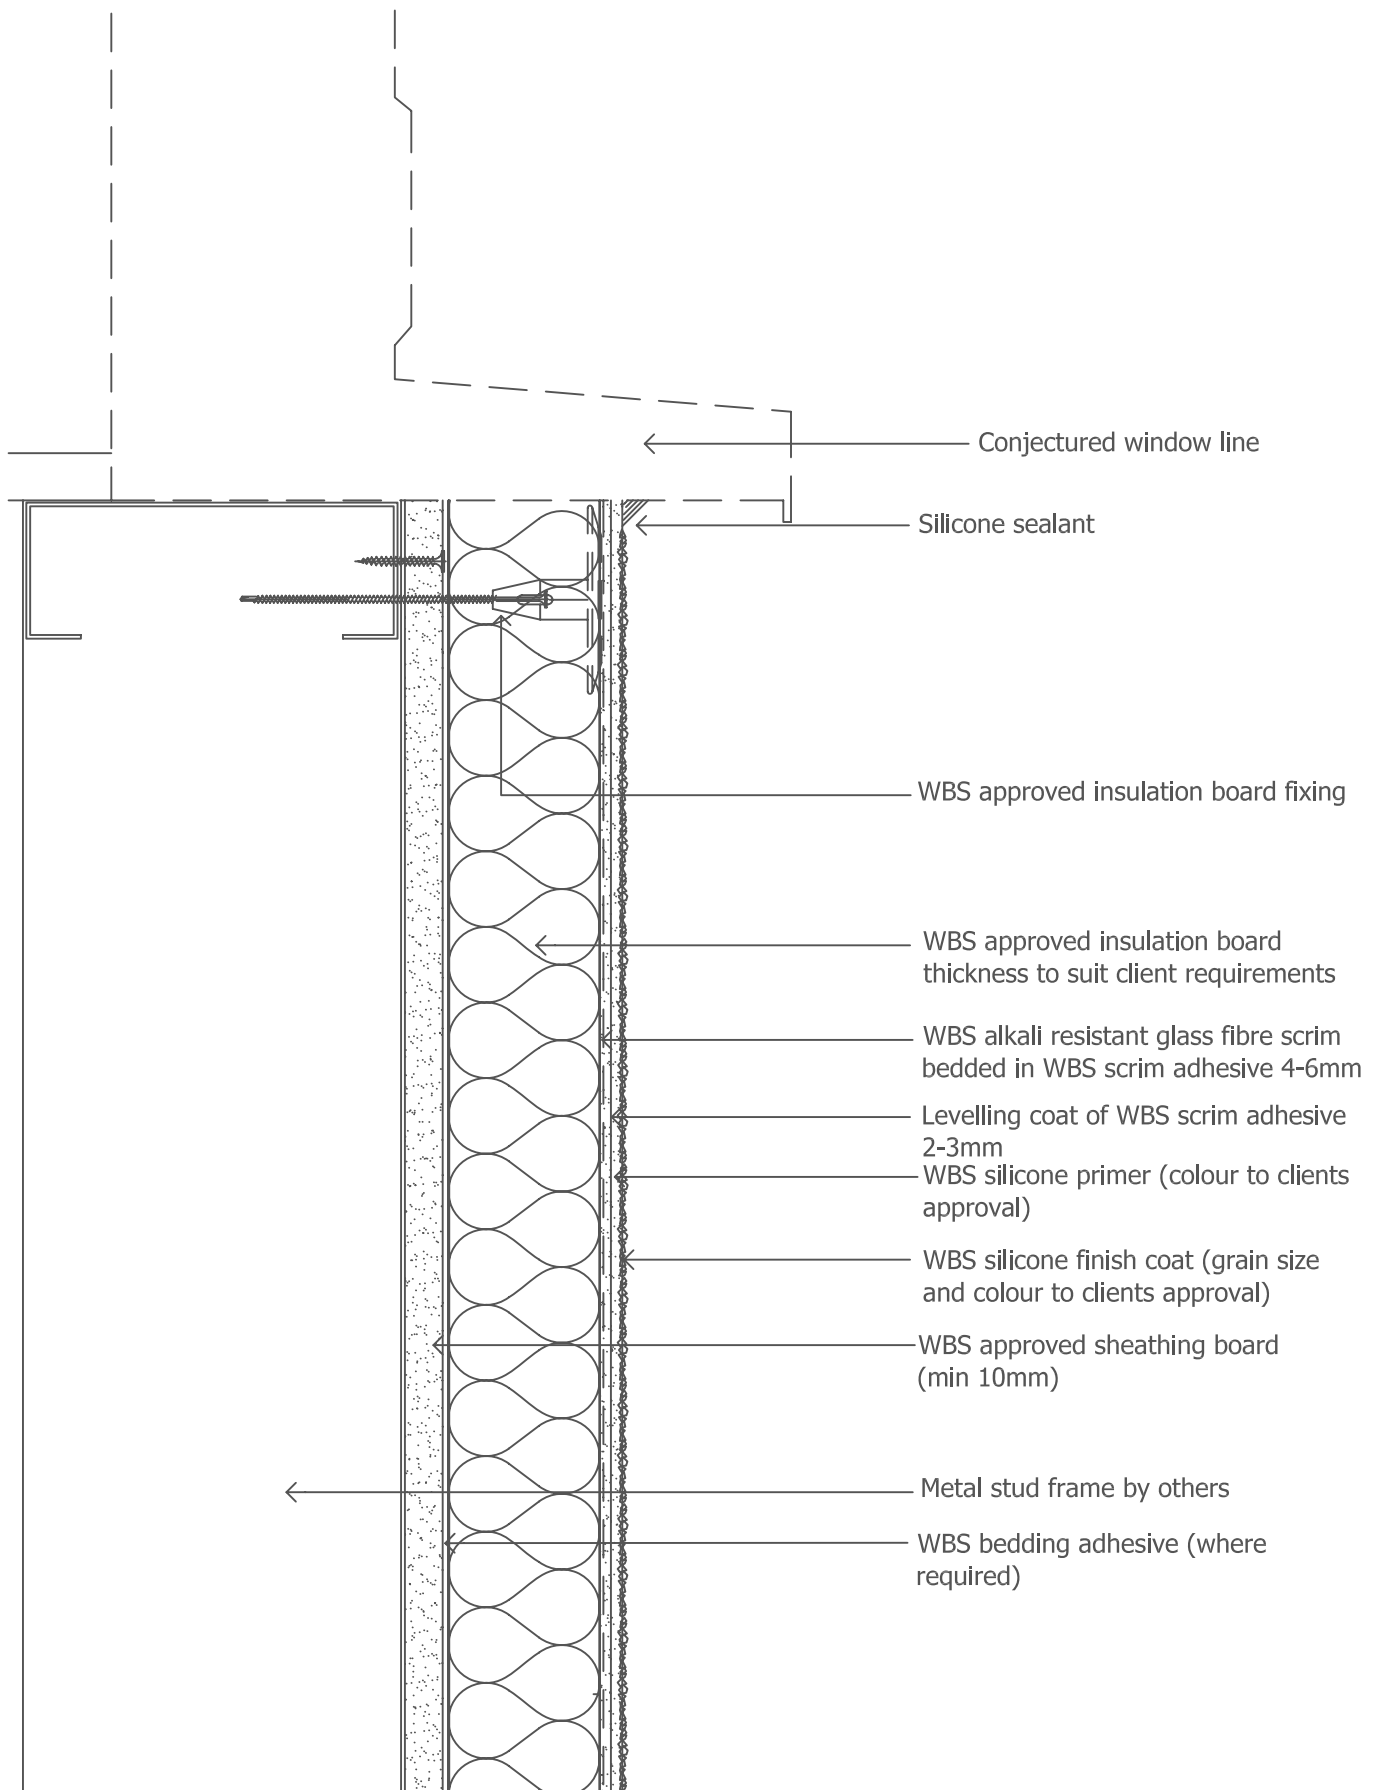 Conjectured window line
Silicone sealant
WBS approved insulation board fixing
WBS approved insulation board
thickness to suit client requirements
WBS alkali resistant glass fibre scrim
bedded in WBS scrim adhesive 4-6mm
Levelling coat of WBS scrim adhesive
2-3mm
WBS silicone primer (colour to clients
approval)
WBS silicone finish coat (grain size
and colour to clients approval)
WBS approved sheathing board
(min 10mm)
Metal stud frame by others
WBS bedding adhesive (where
required)